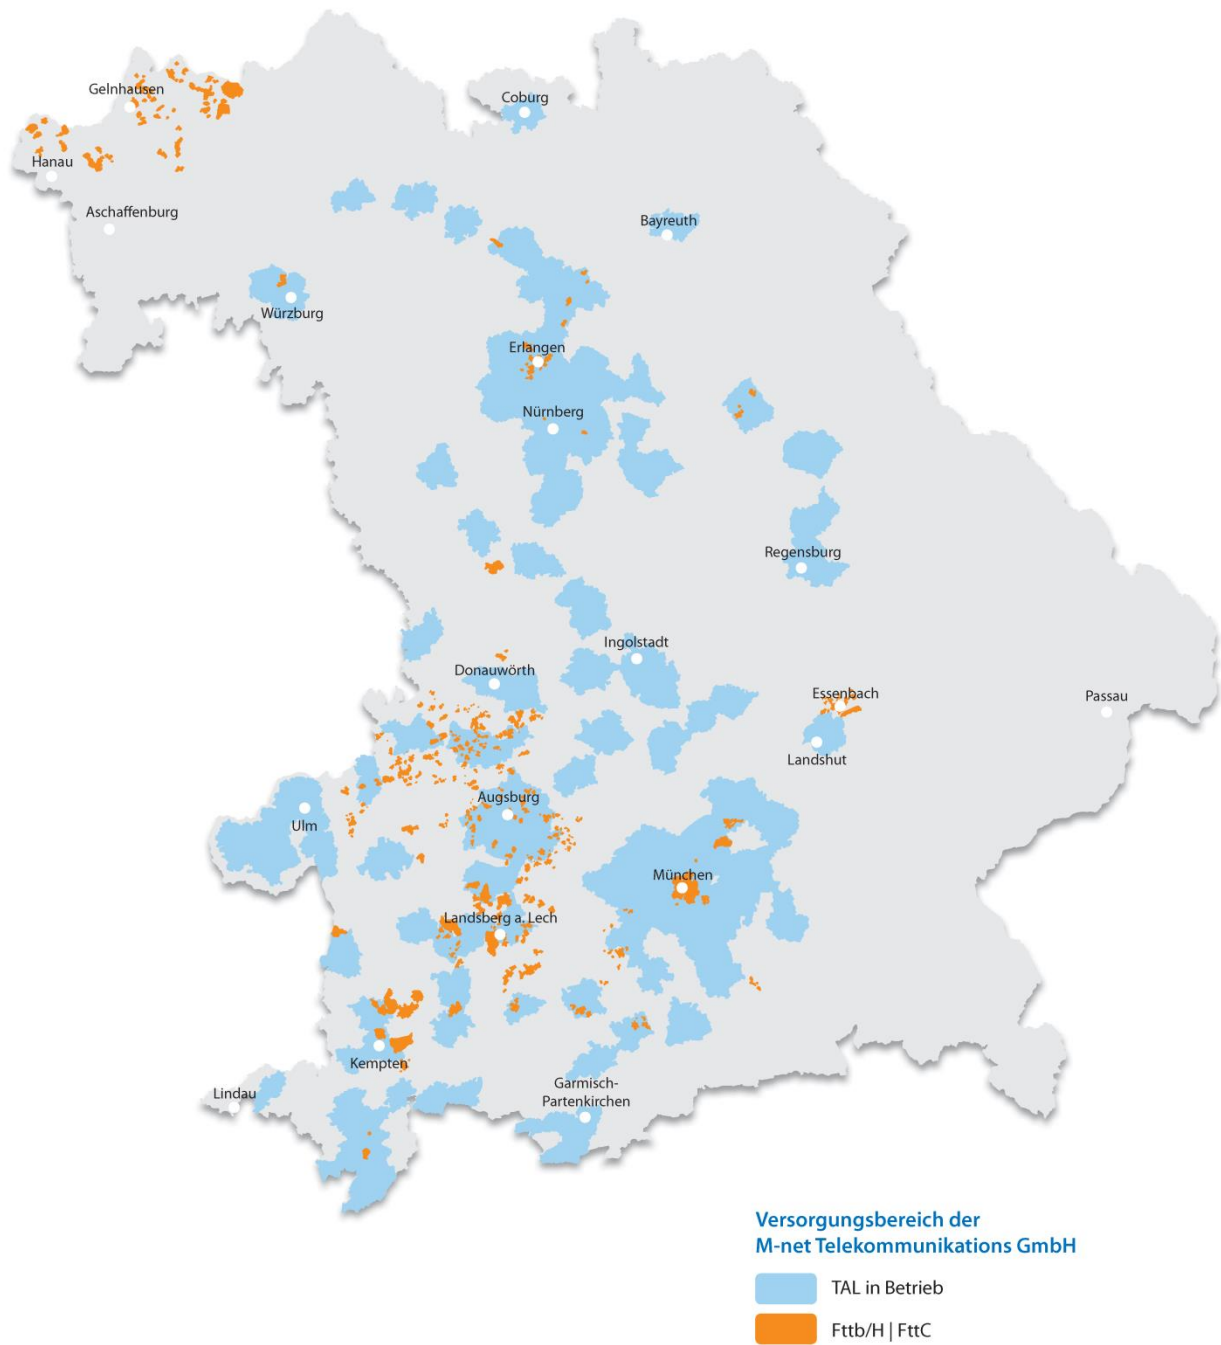 Gelnhausen
Coburg
Hanau
Aschaffenburg
Bayreuth
Würzburg
Erlangen
Nürnberg
Regensburg
Ingolstadt
Donauwörth
Essenbach
Passau
Landshut
Augsburg
Ulm
München
Landsberg a. Lech
Kempten
Lindau
Garmisch-
Partenkirchen
Versorgungsbereich der
M-net Telekommunikations GmbH
TAL in Betrieb
Fttb/H | FttC